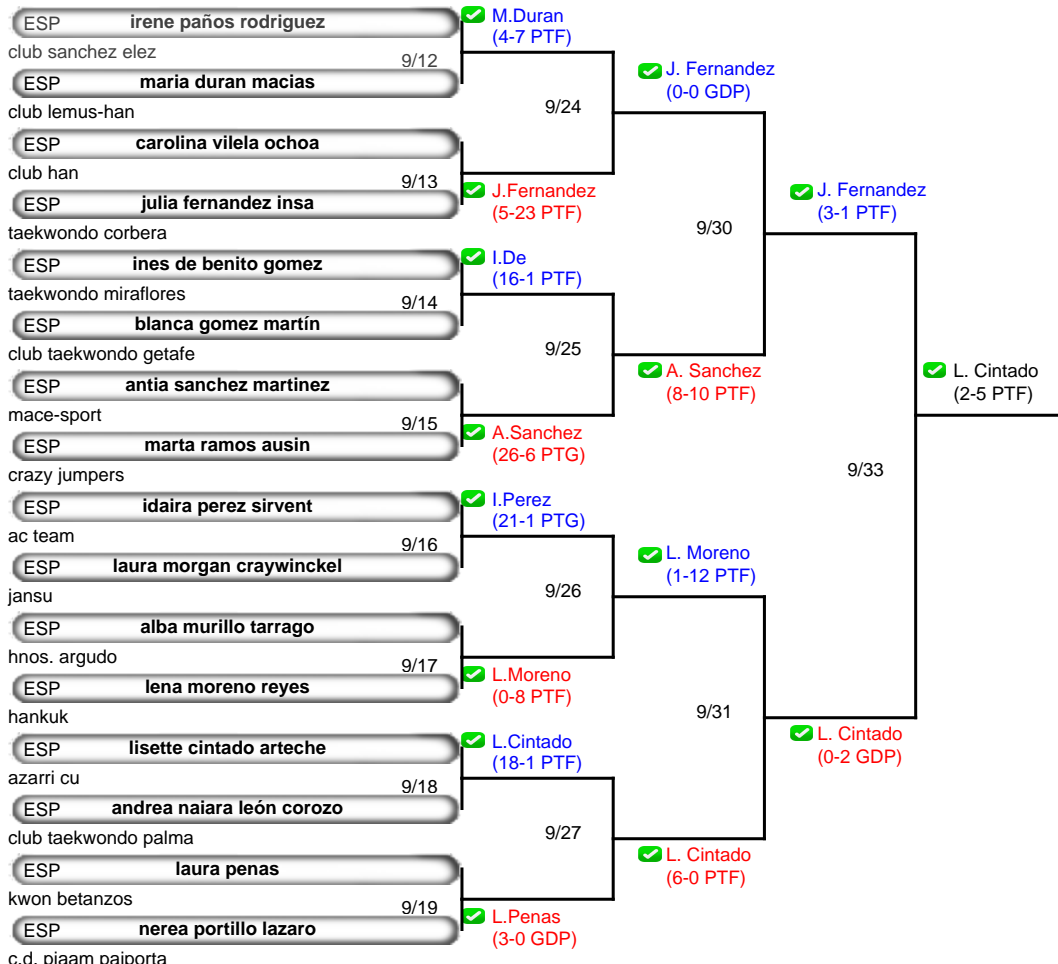 ESP irene paños rodriguez
club sanchez elez
9/12
ESP maria duran macias
club lemus-han
ESP carolina vilela ochoa
club han
9/13
ESP julia fernandez insa
taekwondo corbera
ESP ines de benito gomez
taekwondo miraflores
9/14
ESP blanca gomez martín
club taekwondo getafe
ESP antia sanchez martinez
mace-sport
9/15
ESP marta ramos ausin
crazy jumpers
ESP idaira perez sirvent
ac team
9/16
ESP laura morgan craywinckel
jansu
ESP alba murillo tarrago
hnos. argudo
9/17
ESP lena moreno reyes
hankuk
ESP lisette cintado arteche
azarri cu
9/18
ESP andrea naiara león corozo
club taekwondo palma
ESP laura penas
kwon betanzos
9/19
ESP nerea portillo lazaro
c.d. piaam paiporta
M.Duran
(4-7 PTF)
9/24
J.Fernandez
(5-23 PTF)
I.De
(16-1 PTF)
9/25
A.Sanchez
(26-6 PTG)
I.Perez
(21-1 PTG)
9/26
L.Moreno
(0-8 PTF)
L.Cintado
(18-1 PTF)
9/27
L.Penas
(3-0 GDP)
J. Fernandez
(0-0 GDP)
9/30
A. Sanchez
(8-10 PTF)
L. Moreno
(1-12 PTF)
9/31
L. Cintado
(6-0 PTF)
J. Fernandez
(3-1 PTF)
9/33
L. Cintado
(0-2 GDP)
L. Cintado
(2-5 PTF)